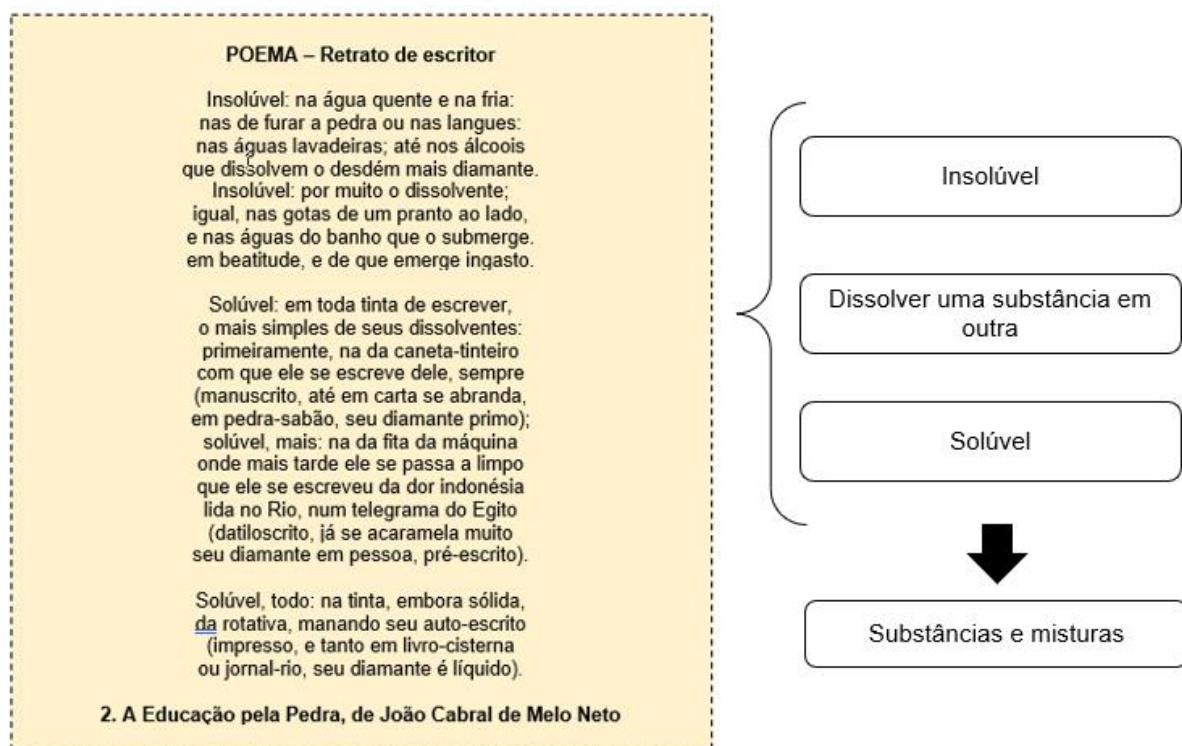 POEMA – Retrato de escritor
Insolúvel: na água quente e na fria:
nas de furar a pedra ou nas langues:
nas águas lavadeiras; até nos álcoois
que dissolvem o desdém mais diamante.
Insolúvel: por muito o dissolvente;
igual, nas gotas de um pranto ao lado,
e nas águas do banho que o submerge.
em beatitude, e de que emerge ingasto.
Solúvel: em toda tinta de escrever,
o mais simples de seus dissolventes:
primeiramente, na da caneta-tinteiro
com que ele se escreve dele, sempre
(manuscrito, até em carta se abranda,
em pedra-sabão, seu diamante primo);
solúvel, mais: na da fita da máquina
onde mais tarde ele se passa a limpo
que ele se escreveu da dor indonésia
lida no Rio, num telegrama do Egito
(datiloscrito, já se acaramela muito
seu diamante em pessoa, pré-escrito).
Solúvel, todo: na tinta, embora sólida,
da rotativa, manando seu auto-escrito
(impresso, e tanto em livro-cisterna
ou jornal-rio, seu diamante é líquido).
2. A Educação pela Pedra, de João Cabral de Melo Neto
Insolúvel
Dissolver uma substância em
outra
Solúvel
Substâncias e misturas